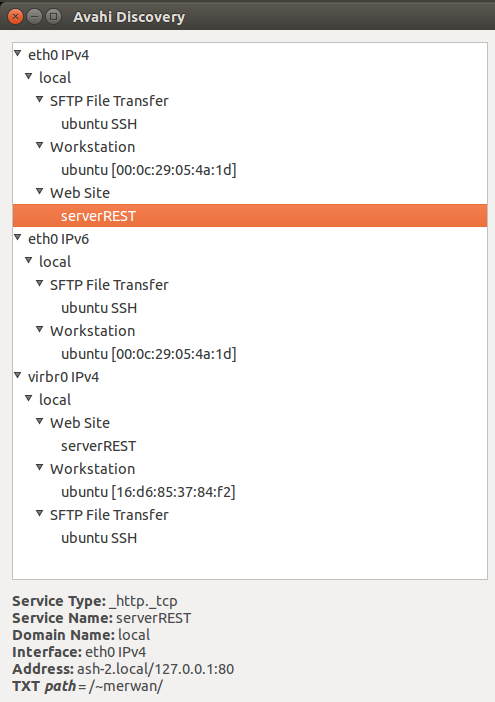 Avahi Discovery
eth0 IPv4
local
SFTP File Transfer
ubuntu SSH
Workstation
ubuntu [00:0c:29:05:4a:1d]
Web Site
serverREST
eth0 IPv6
local
SFTP File Transfer
ubuntu SSH
Workstation
ubuntu [00:0c:29:05:4a:1d]
virbr0 IPv4
local
Web Site
serverREST
Workstation
ubuntu [16:d6:85:37:84:f2]
SFTP File Transfer
ubuntu SSH
Service Type: _http._tcp
Service Name: serverREST
Domain Name: local
Interface: eth0 IPv4
Address: ash-2.local/127.0.0.1:80
TXT path = /~merwan/